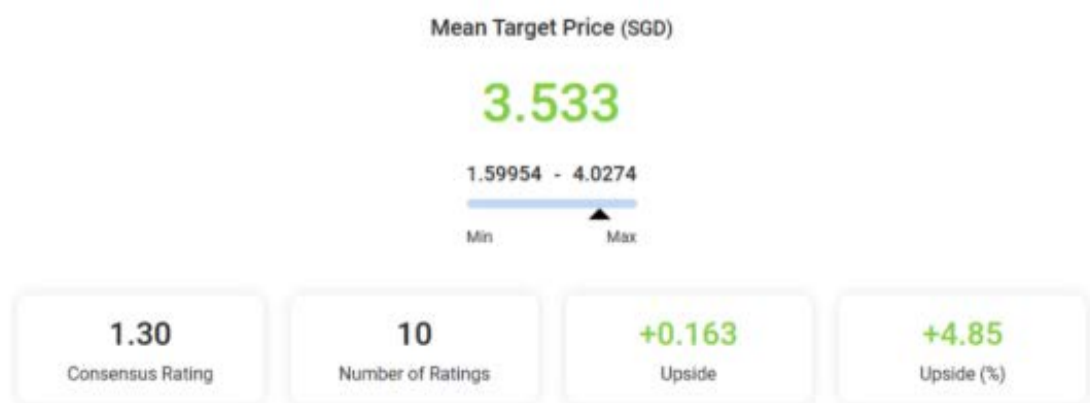 Mean Target Price (SGD)
3.533
1.59954 - 4.0274
Min Max
1.30 10 +0.163 +4.85
Consensus Rating Number of Ratings Upside Upside (%)